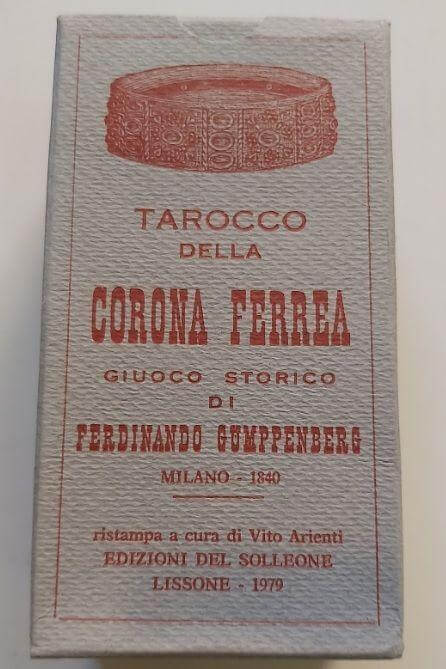 TAROCCO
DELLA
CORONA FERREA
GIUOCO STORICO
DI
FERDINANDO GUMPPENBERG
MILANO - 1840
ristampa a cura di Vito Arienti
EDIZIONI DEL SOLLEONE
LISSONE - 1979